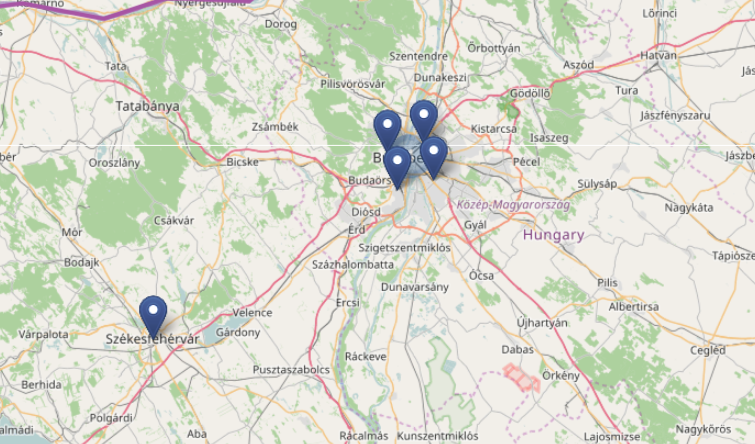 Komárno
Nyergesújfalu
Dorog
Lőrinci
Szentendre
Őrbottyán
Hatvan
Tata
Dunakeszi
Aszód
Pilisvörösvár
Gödöllő
Tura
Tatabánya
Jászfényszaru
Zsámbék
Kistarcsa
Isaszeg
Oroszlány
Bicske
Pécel
Jászbe
Budaörs
Sülysáp
Közép-Magyarország
Nagykáta
Diósd
Csákvár
Gyál
Érd
Mór
Hungary
Szigetszentmiklós
Tápiósze
Bodajk
Százhalombatta
Ócsa
Dunavarsány
Pilis
Ercsi
Albertirsa
Velence
Újhartyán
Várpalota
Székesfehérvár
Gárdony
Dabas
Cegléd
Ráckeve
Pusztaszabolcs
Örkény
Berhida
Polgárdi
almádi
Aba
Rácalmás
Kunszentmiklós
Lajosmizse
Nagykőrös